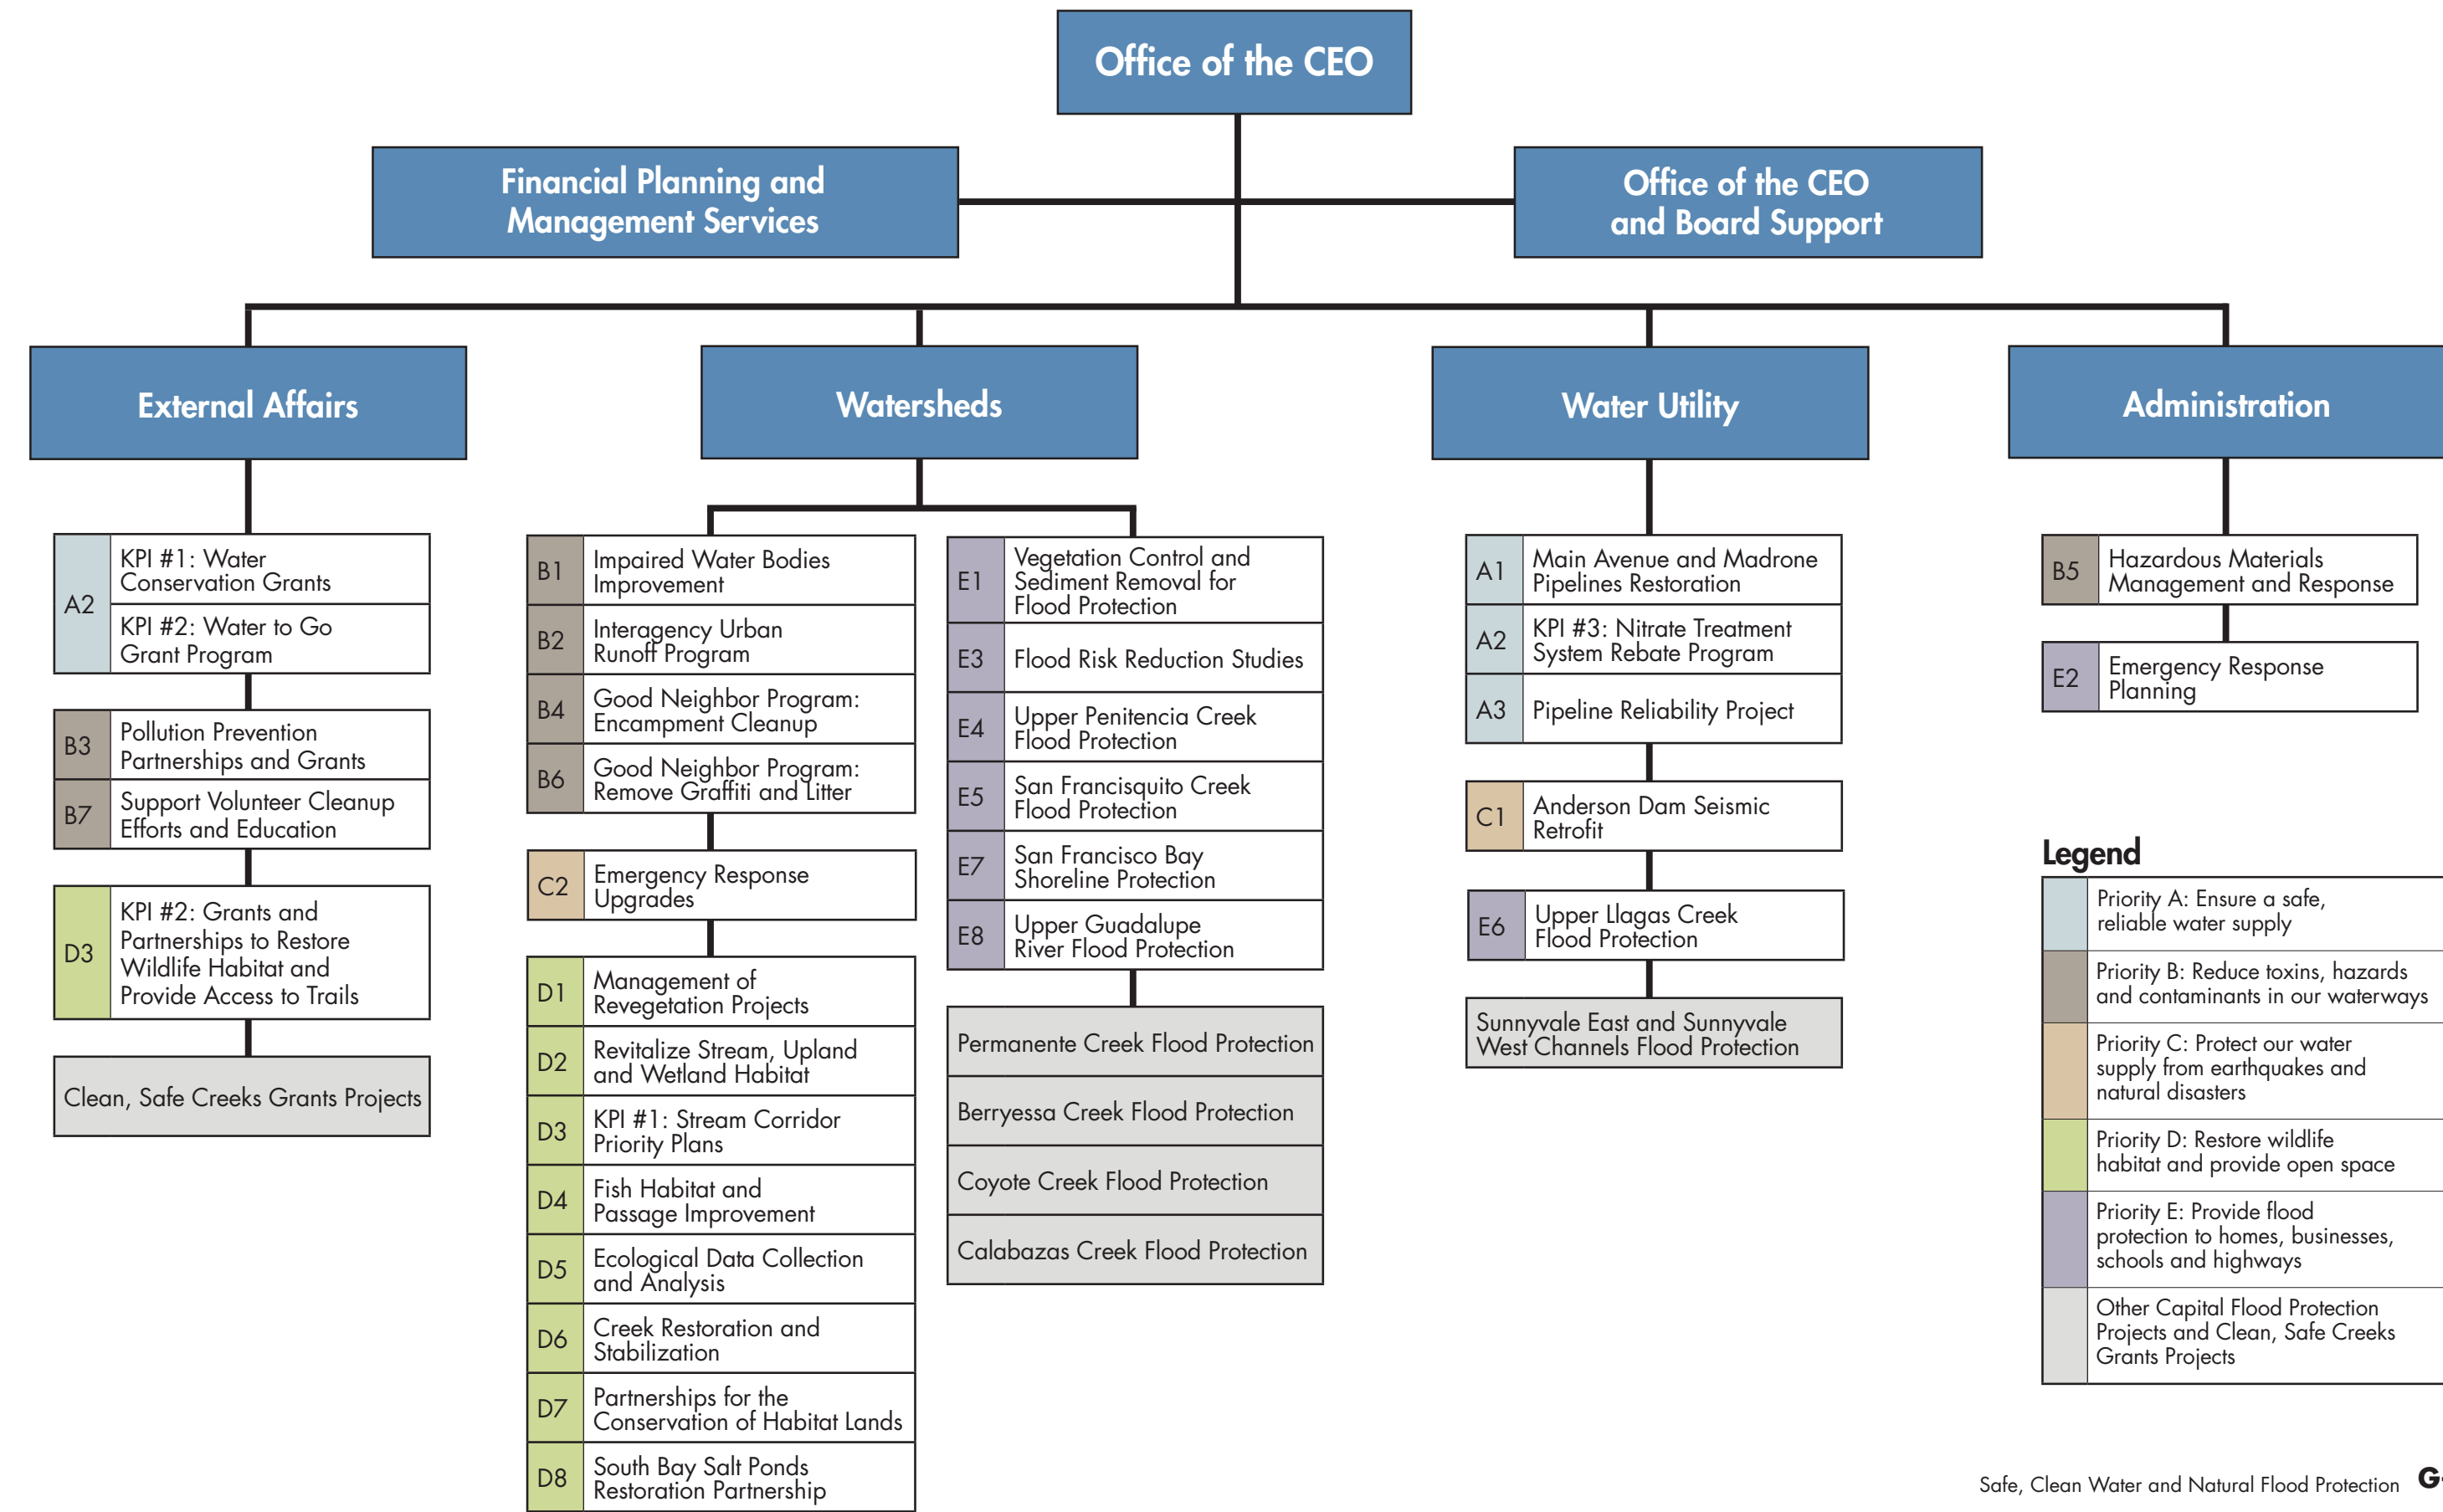 Office of the CEO
Financial Planning and
Management Services
Office of the CEO
and Board Support
External Affairs
Watersheds
Water Utility
Administration
A2
KPI #1: Water
Conservation Grants
KPI #2: Water to Go
Grant Program
B3
Pollution Prevention
Partnerships and Grants
B7
Support Volunteer Cleanup
Efforts and Education
D3
KPI #2: Grants and
Partnerships to Restore
Wildlife Habitat and
Provide Access to Trails
Clean, Safe Creeks Grants Projects
B1
Impaired Water Bodies
Improvement
B2
Interagency Urban
Runoff Program
B4
Good Neighbor Program:
Encampment Cleanup
B6
Good Neighbor Program:
Remove Graffiti and Litter
C2
Emergency Response
Upgrades
D1
Management of
Revegetation Projects
D2
Revitalize Stream, Upland
and Wetland Habitat
D3
KPI #1: Stream Corridor
Priority Plans
D4
Fish Habitat and
Passage Improvement
D5
Ecological Data Collection
and Analysis
D6
Creek Restoration and
Stabilization
D7
Partnerships for the
Conservation of Habitat Lands
D8
South Bay Salt Ponds
Restoration Partnership
E1
Vegetation Control and
Sediment Removal for
Flood Protection
E3
Flood Risk Reduction Studies
E4
Upper Penitencia Creek
Flood Protection
E5
San Francisquito Creek
Flood Protection
E7
San Francisco Bay
Shoreline Protection
E8
Upper Guadalupe
River Flood Protection
Permanente Creek Flood Protection
Berryessa Creek Flood Protection
Coyote Creek Flood Protection
Calabazas Creek Flood Protection
A1
Main Avenue and Madrone
Pipelines Restoration
A2
KPI #3: Nitrate Treatment
System Rebate Program
A3
Pipeline Reliability Project
C1
Anderson Dam Seismic
Retrofit
E6
Upper Llagas Creek
Flood Protection
Sunnyvale East and Sunnyvale
West Channels Flood Protection
B5
Hazardous Materials
Management and Response
E2
Emergency Response
Planning
Legend
Priority A: Ensure a safe,
reliable water supply
Priority B: Reduce toxins, hazards
and contaminants in our waterways
Priority C: Protect our water
supply from earthquakes and
natural disasters
Priority D: Restore wildlife
habitat and provide open space
Priority E: Provide flood
protection to homes, businesses,
schools and highways
Other Capital Flood Protection
Projects and Clean, Safe Creeks
Grants Projects
Safe, Clean Water and Natural Flood Protection